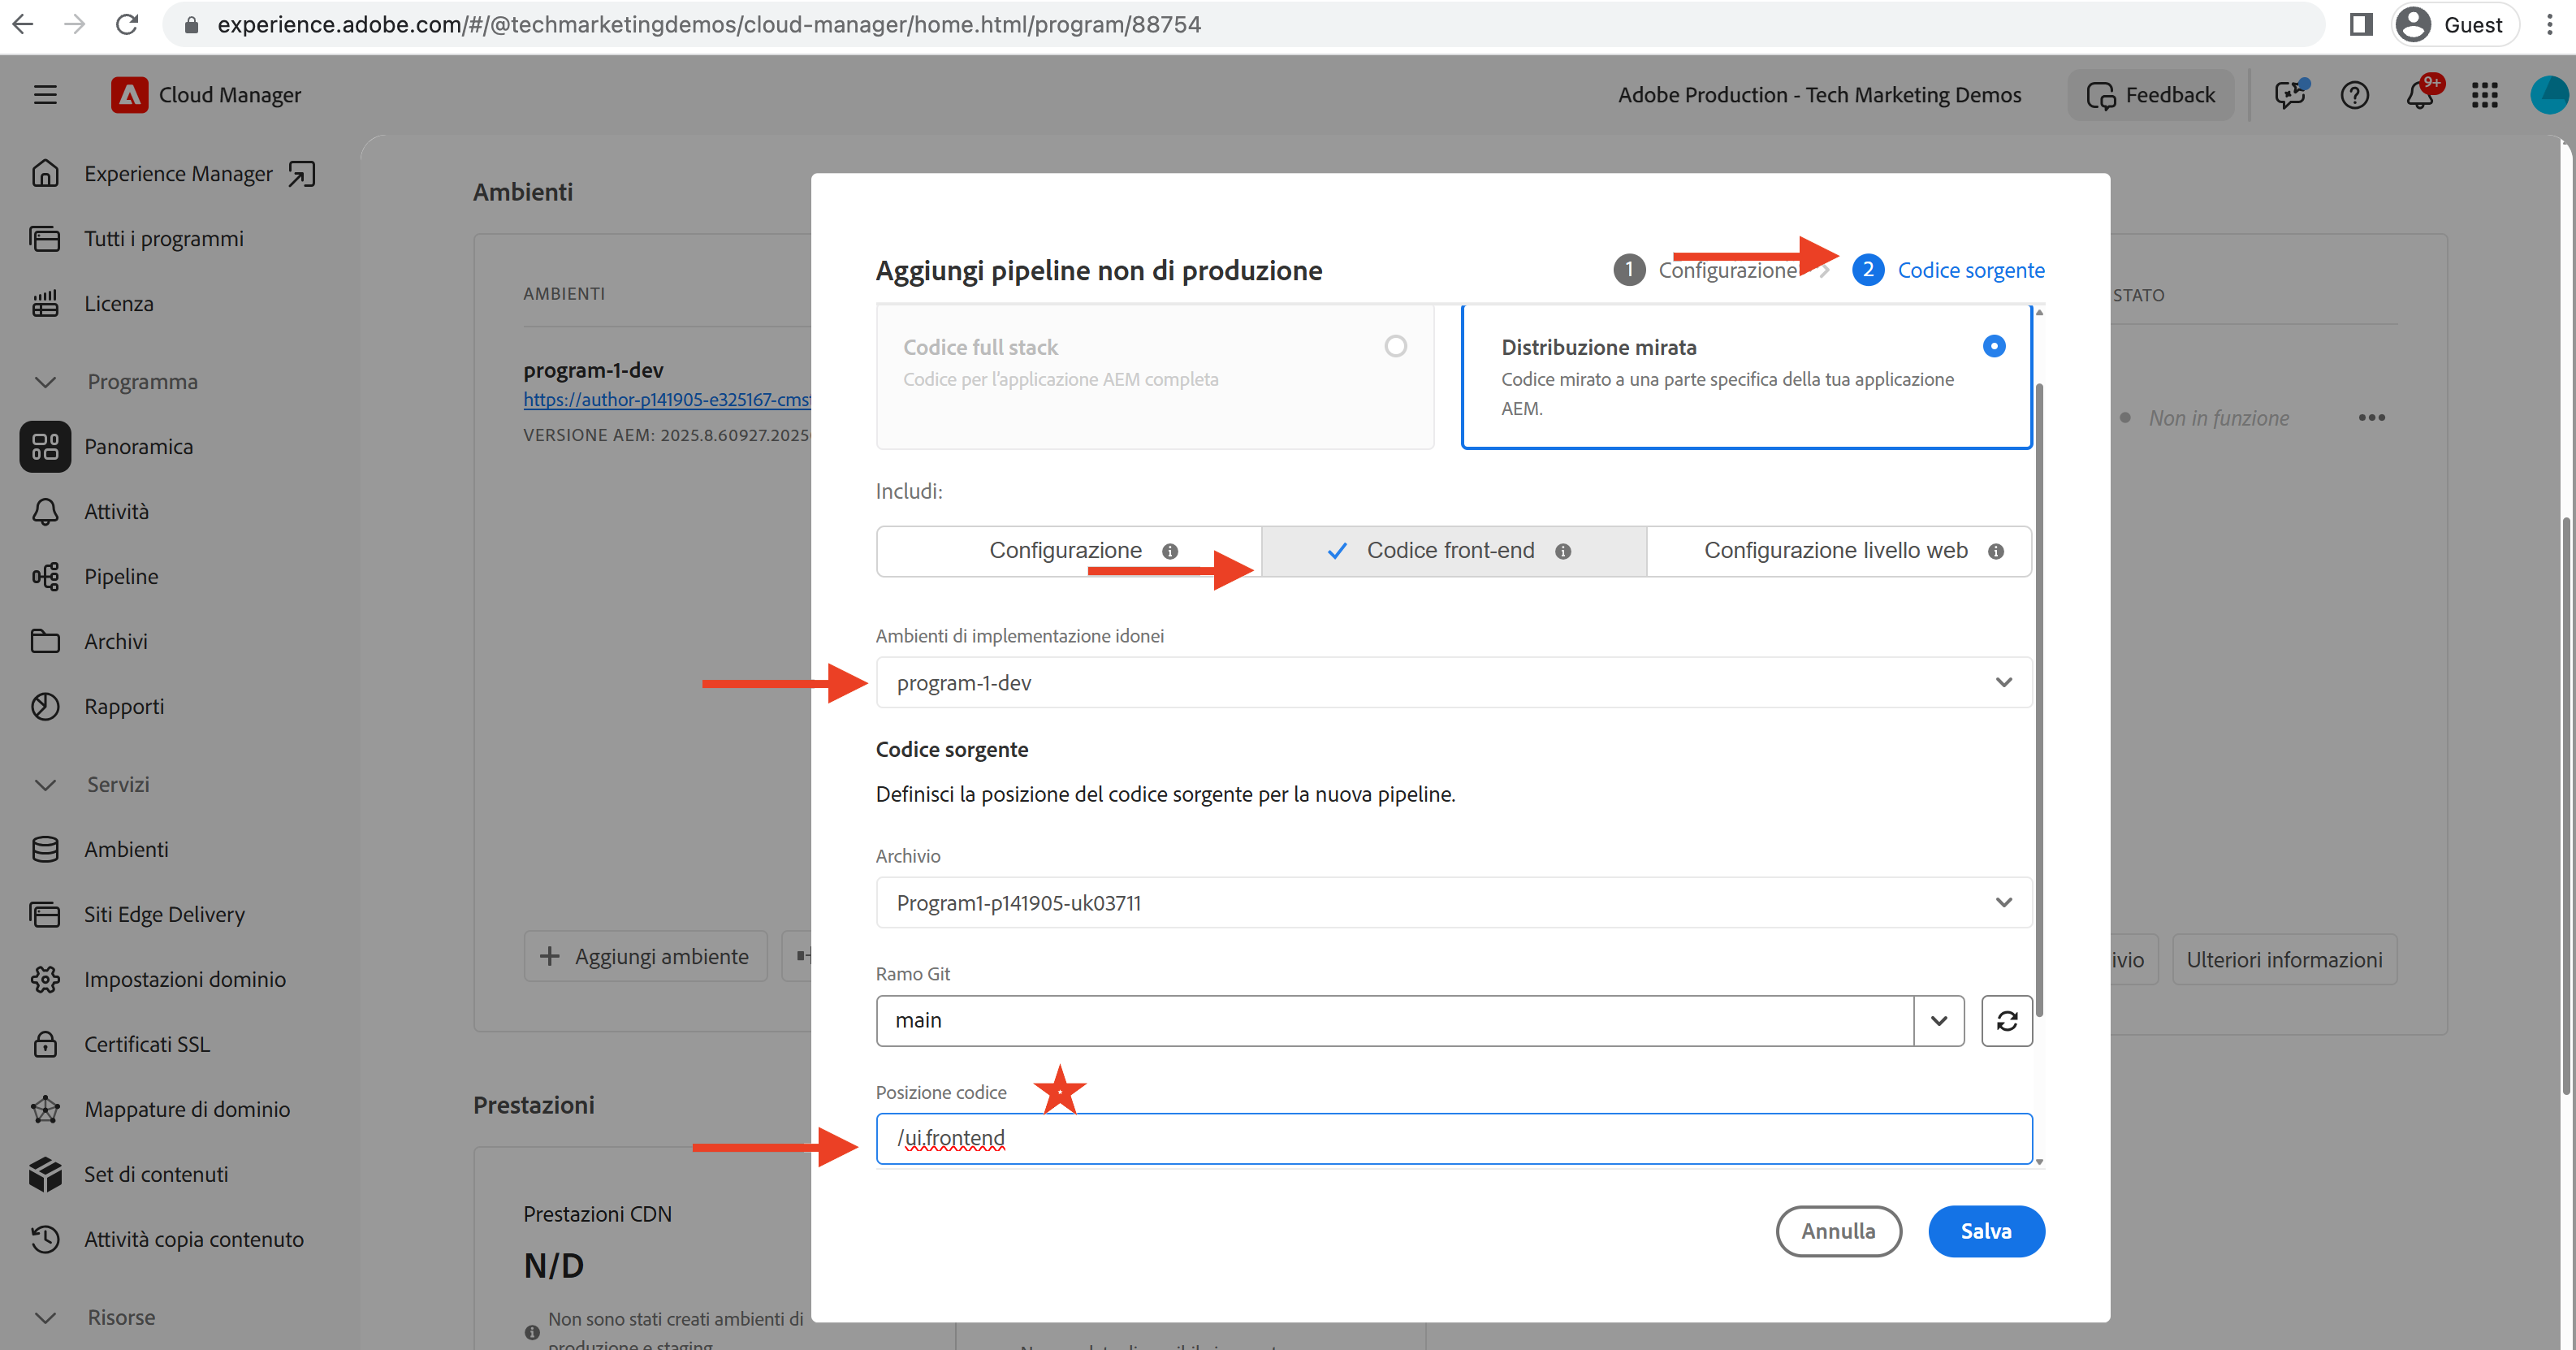 experience.adobe.com/#/@techmarketingdemos/cloud-manager/home.html/program/88754
Guest
Cloud Manager
Adobe Production - Tech Marketing Demos
Feedback
9+
Experience Manager
Tutti i programmi
Licenza
Programma
Panoramica
Attività
Pipeline
Archivi
Rapporti
Servizi
Ambienti
Siti Edge Delivery
Impostazioni dominio
Certificati SSL
Mappature di dominio
Set di contenuti
Attività copia contenuto
Risorse
Ambienti
AMBIENTI
program-1-dev
https://author-p141905-e325167-cms
VERSIONE AEM: 2025.8.60927.2025
Aggiungi ambiente
Prestazioni
Prestazioni CDN
N/D
Non sono stati creati ambienti di
produzione e staging
Aggiungi pipeline non di produzione
1 Configurazione
2 Codice sorgente
Codice full stack
Codice per l'applicazione AEM completa
Distribuzione mirata
Codice mirato a una parte specifica della tua applicazione
AEM.
Includi:
Configurazione
Codice front-end
Configurazione livello web
Ambienti di implementazione idonei
program-1-dev
Codice sorgente
Definisci la posizione del codice sorgente per la nuova pipeline.
Archivio
Program1-p141905-uk03711
Ramo Git
main
Posizione codice
/ui.frontend
Annulla
Salva
STATO
Non in funzione
ivio
Ulteriori informazioni